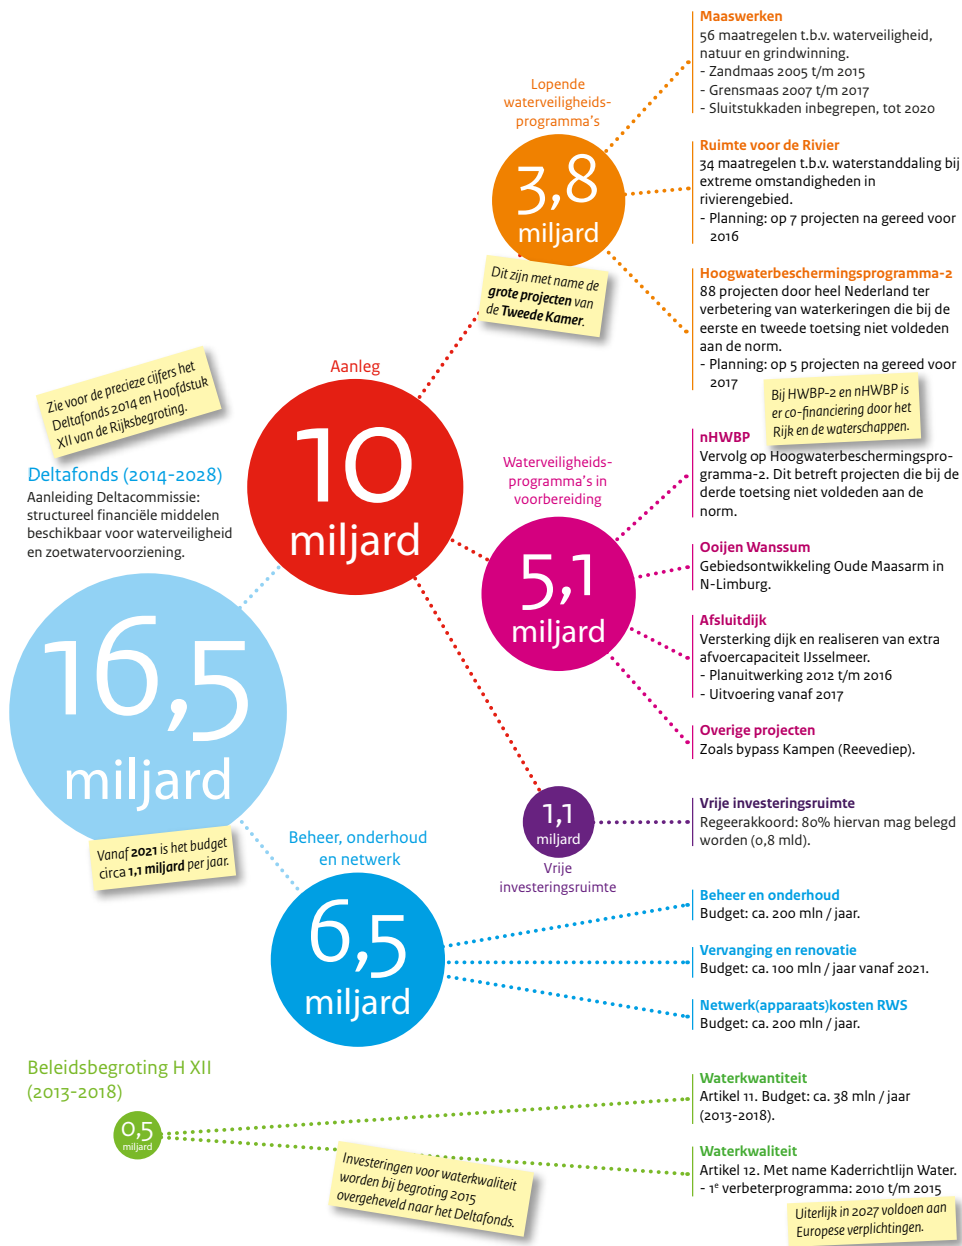 Maaswerken
56 maatregelen t.b.v. waterveiligheid,
natuur en grindwinning.
- Zandmaas 2005 t/m 2015
- Grensmaas 2007 t/m 2017
- Sluitstukkaden inbegrepen, tot 2020
Lopende
waterveiligheids-
programma's
3,8
miljard
Ruimte voor de Rivier
34 maatregelen t.b.v. waterstanddaling bij
extreme omstandigheden in
rivierengebied.
- Planning: op 7 projecten na gereed voor
2016
Dit zijn met name de
grote projecten van
de Tweede Kamer.
Hoogwaterbeschermingsprogramma-2
88 projecten door heel Nederland ter
verbetering van waterkeringen die bij de
eerste en tweede toetsing niet voldeden
aan de norm.
- Planning: op 5 projecten na gereed voor
2017
Bij HWBP-2 en nHWBP is
er co-financiering door het
Rijk en de waterschappen.
Zie voor de precieze cijfers het
Deltafonds 2014 en Hoofdstuk
XII van de Rijksbegroting.
Aanleg
10
miljard
Deltafonds (2014-2028)
Aanleiding Deltacommissie:
structureel financiële middelen
beschikbaar voor waterveiligheid
en zoetwatervoorziening.
16,5
miljard
Vanaf 2021 is het budget
circa 1,1 miljard per jaar.
Waterveiligheids-
programma's in
voorbereiding
5,1
miljard
nHWBP
Vervolg op Hoogwaterbeschermingspro-
gramma-2. Dit betreft projecten die bij de
derde toetsing niet voldeden aan de
norm.
Ooijen Wanssum
Gebiedsontwikkeling Oude Maasarm in
N-Limburg.
Afsluitdijk
Versterking dijk en realiseren van extra
afvoercapaciteit IJsselmeer.
- Planuitwerking 2012 t/m 2016
- Uitvoering vanaf 2017
Overige projecten
Zoals bypass Kampen (Reevediep).
1,1
miljard
Vrije
investeringsruimte
Vrije investeringsruimte
Regeerakkoord: 80% hiervan mag belegd
worden (0,8 mld).
Beheer, onderhoud
en netwerk
6,5
miljard
Beheer en onderhoud
Budget: ca. 200 mln / jaar.
Vervanging en renovatie
Budget: ca. 100 mln / jaar vanaf 2021.
Netwerk(apparaats)kosten RWS
Budget: ca. 200 mln / jaar.
Beleidsbegroting H XII
(2013-2018)
0,5
miljard
Waterkwantiteit
Artikel 11. Budget: ca. 38 mln / jaar
(2013-2018).
Waterkwaliteit
Artikel 12. Met name Kaderrichtlijn Water.
- 1e verbeterprogramma: 2010 t/m 2015
Investeringen voor waterkwaliteit
worden bij begroting 2015
overgeheveld naar het Deltafonds.
Uiterlijk in 2027 voldoen aan
Europese verplichtingen.